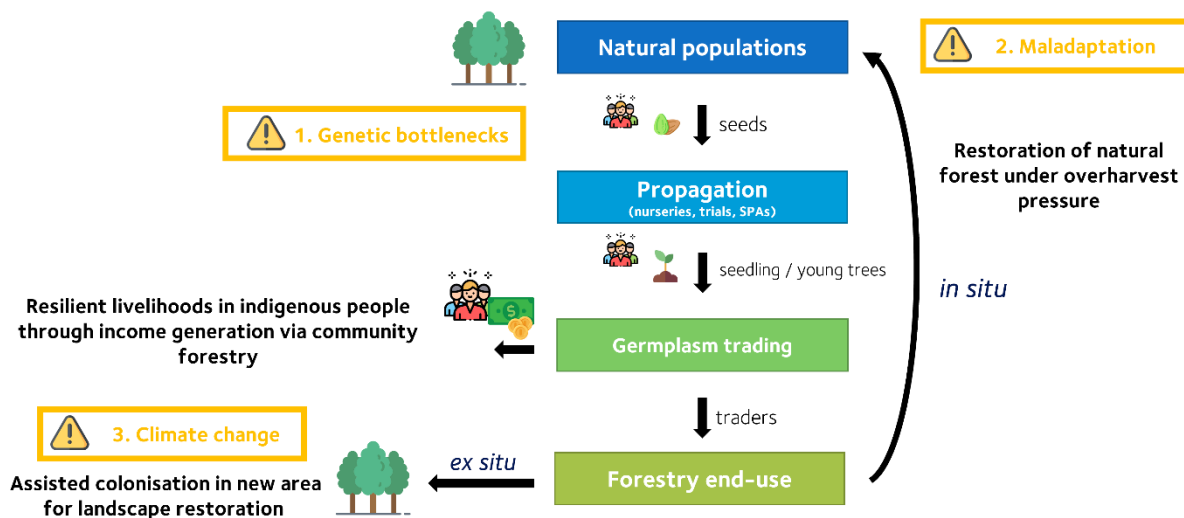 Natural populations
2. Maladaptation
1. Genetic bottlenecks
seeds
Restoration of natural
forest under overharvest
pressure
Propagation
(nurseries, trials, SPAs)
seedling / young trees
in situ
Resilient livelihoods in indigenous people
through income generation via community
forestry
Germplasm trading
traders
3. Climate change
ex situ
Forestry end-use
Assisted colonisation in new area
for landscape restoration